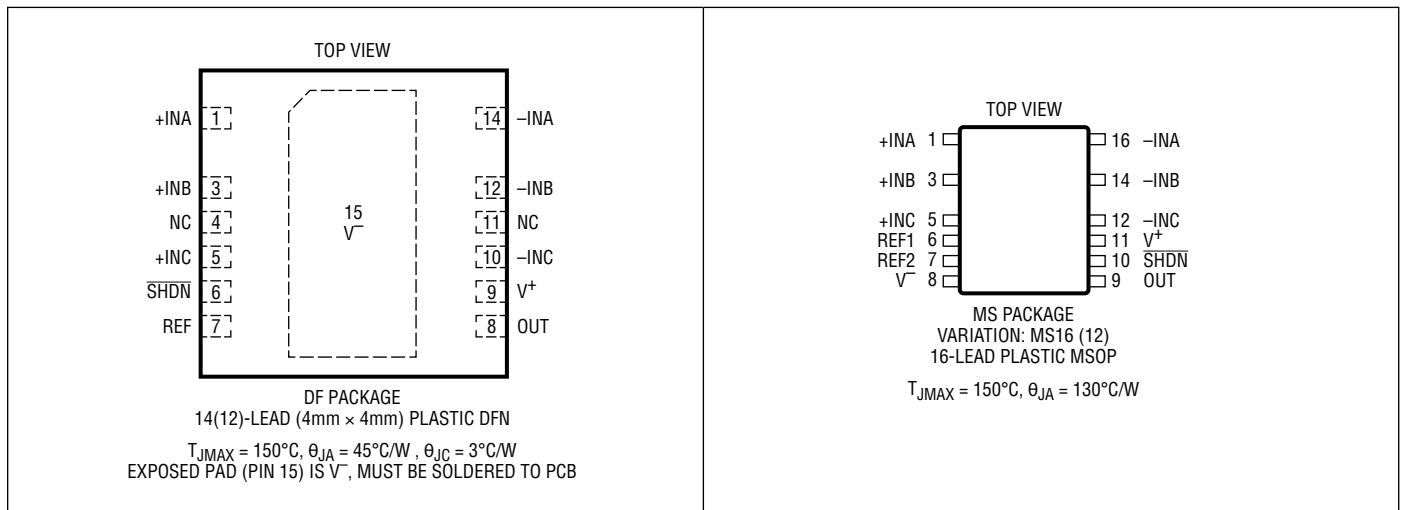 TOP VIEW
+INA 1
14 –INA
+INB 3
12 –INB
NC 4
11 NC
+INC 5
10 –INC
SHDN 6
9 V+
REF 7
8 OUT
15
V–
DF PACKAGE
14(12)-LEAD (4mm × 4mm) PLASTIC DFN
TJMAX = 150°C, θJA = 45°C/W , θJC = 3°C/W
EXPOSED PAD (PIN 15) IS V–, MUST BE SOLDERED TO PCB
TOP VIEW
+INA 1
16 –INA
+INB 3
14 –INB
+INC 5
12 –INC
REF1 6
11 V+
REF2 7
10 SHDN
V– 8
9 OUT
MS PACKAGE
VARIATION: MS16 (12)
16-LEAD PLASTIC MSOP
TJMAX = 150°C, θJA = 130°C/W